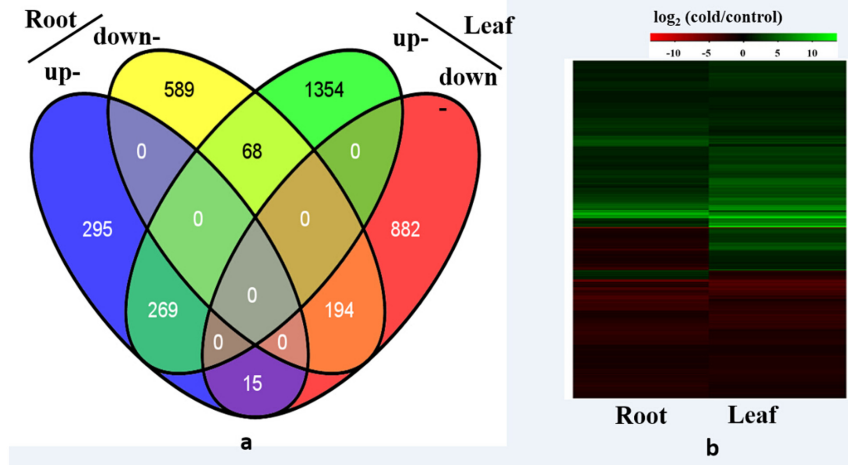 Root
down-
up-
up-
Leaf
down
-
589
1354
0
68
0
295
0
0
882
269
0
194
0
0
15
a
log₂ (cold/control)
-10 -5 0 5 10
Root Leaf
b